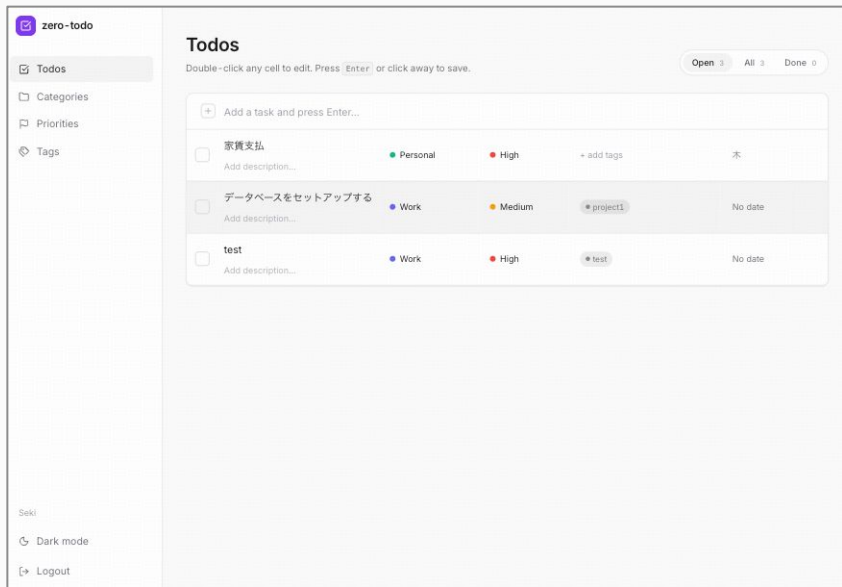 zero-todo
Todos
Categories
Priorities
Tags
Seki
Dark mode
Logout
Todos
Double-click any cell to edit. Press Enter or click away to save.
Open 3 All 3 Done 0
Add a task and press Enter...
家賃支払
Add description...
Personal
High
+ add tags
木
データベースをセットアップする
Add description...
Work
Medium
project1
No date
test
Add description...
Work
High
test
No date